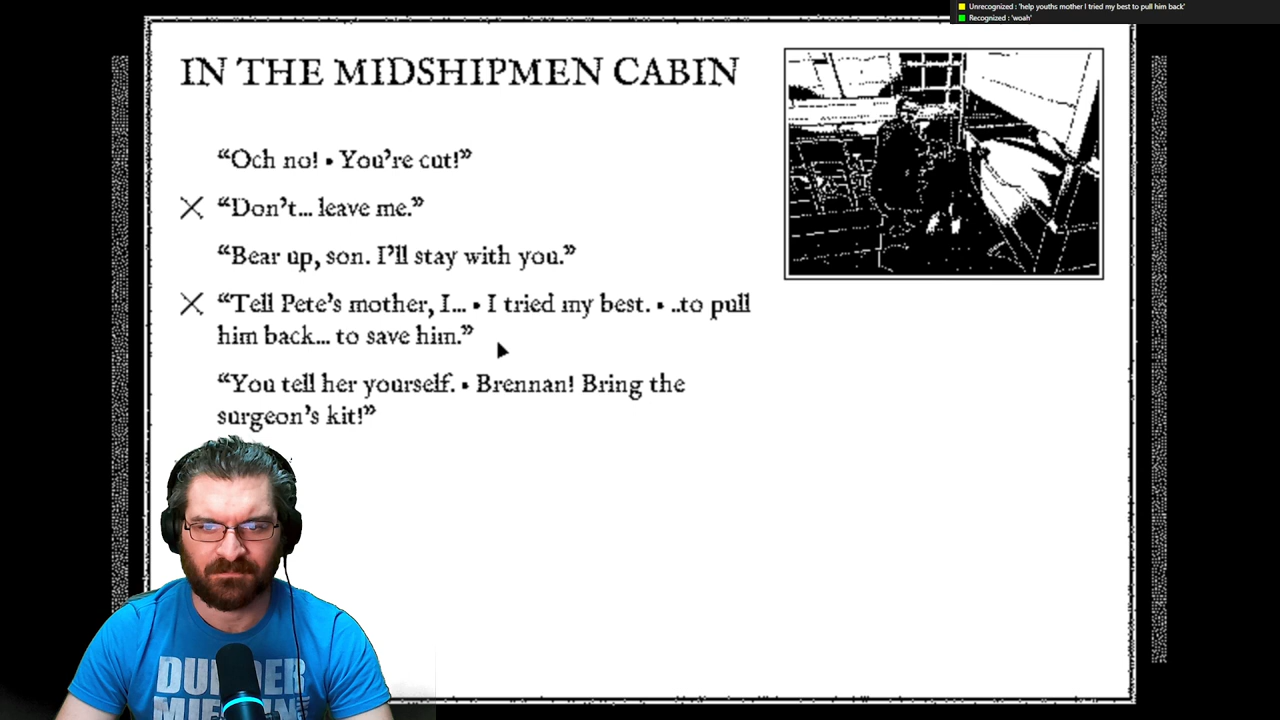 Unrecognized : 'help youths mother I tried my best to pull him back'
Recognized : 'woah'
IN THE MIDSHIPMEN CABIN
“Och no! • You’re cut!”
“Don’t... leave me.”
“Bear up, son. I’ll stay with you.”
“Tell Pete’s mother, I... • I tried my best. • ..to pull
him back... to save him.”
“You tell her yourself. • Brennan! Bring the
surgeon’s kit!”